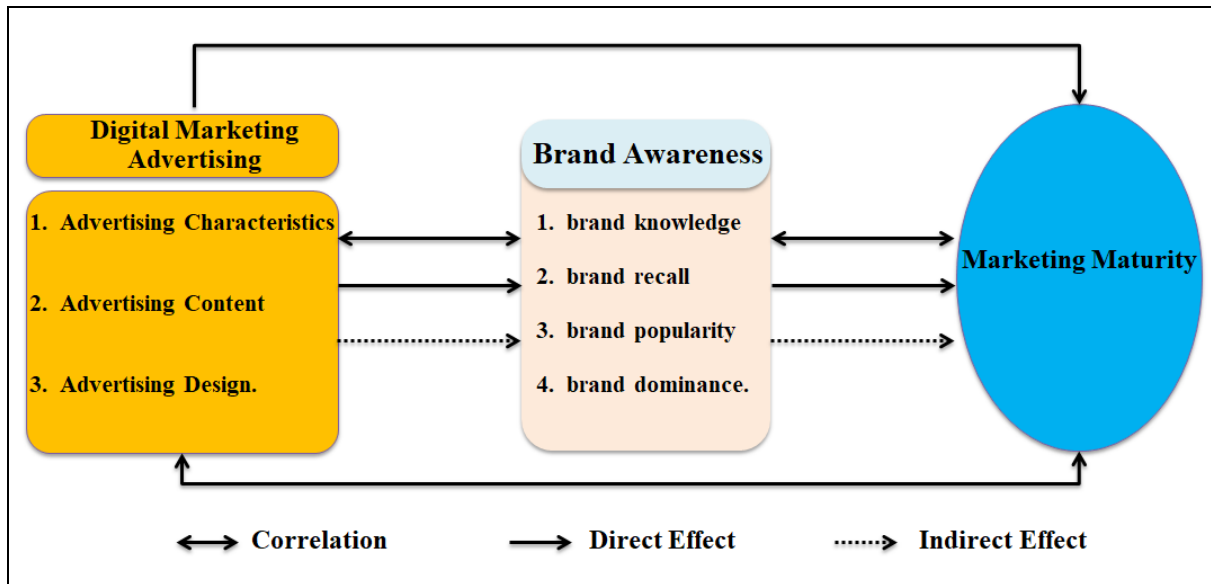 Digital Marketing
Advertising
1. Advertising Characteristics
2. Advertising Content
3. Advertising Design.
Brand Awareness
1. brand knowledge
2. brand recall
3. brand popularity
4. brand dominance.
Marketing Maturity
Correlation
Direct Effect
Indirect Effect